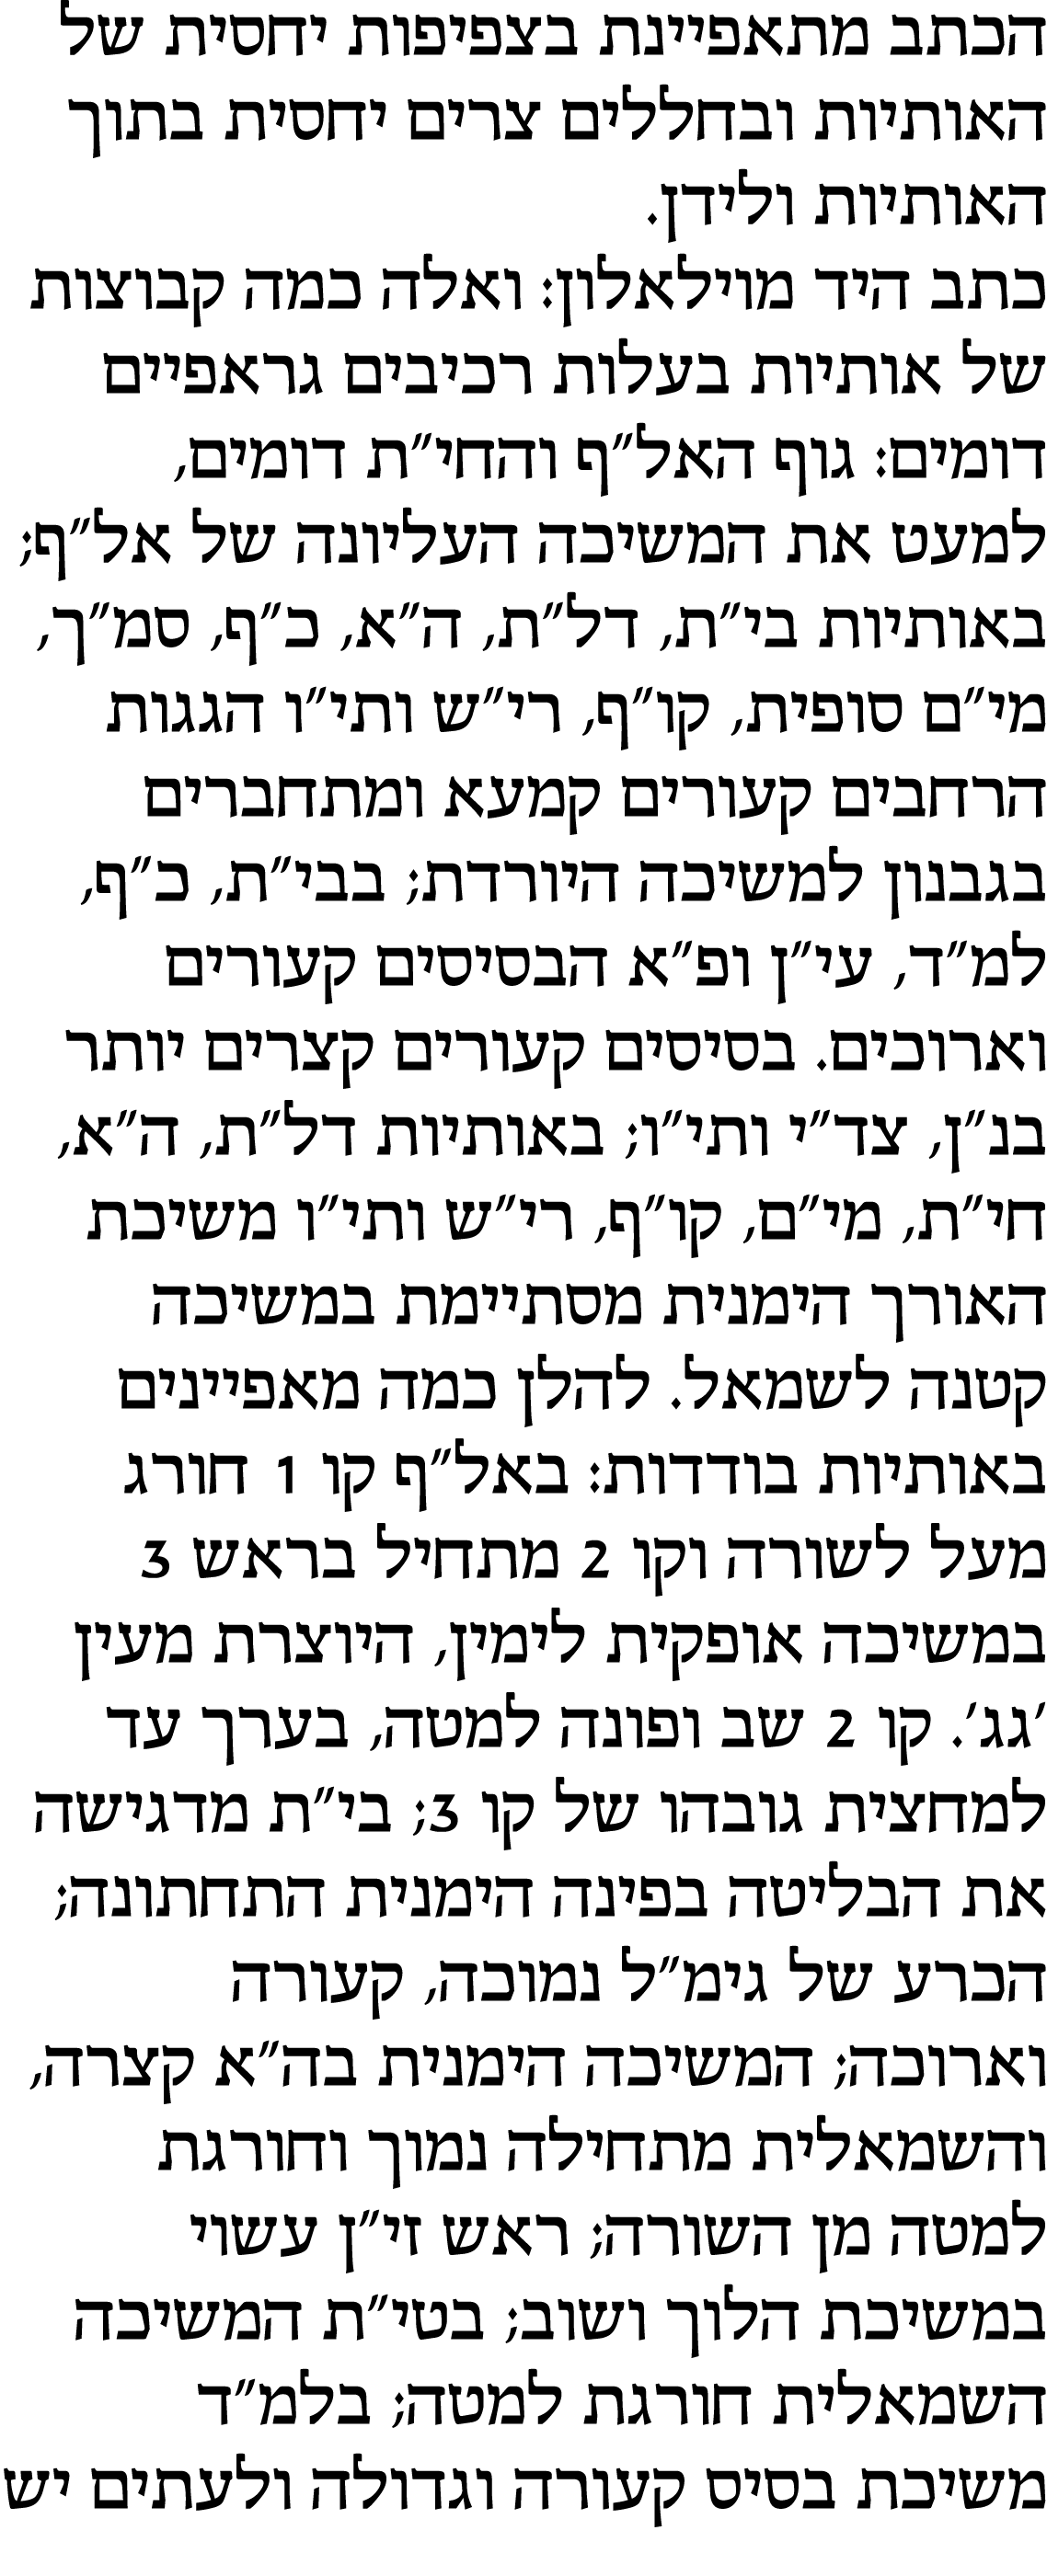 הכתב מתאפיינת בצפיפות יחסית של
האותיות ובחללים צרים יחסית בתוך
האותיות ולידן.
כתב היד מוילאלון: ואלה כמה קבוצות
של אותיות בעלות רכיבים גראפיים
דומים: גוף האל״ף והחי״ת דומים,
למעט את המשיכה העליונה של אל״ף;
באותיות בי״ת, דל״ת, ה״א, כ״ף, סמ״ך,
מי״ם סופית, קו״ף, רי״ש ותי״ו הגגות
הרחבים קעורים קמעא ומתחברים
בגבנון למשיכה היורדת; בבי״ת, כ״ף,
למ״ד, עי״ן ופ״א הבסיסים קעורים
וארוכים. בסיסים קעורים קצרים יותר
בנ״ן, צד״י ותי״ו; באותיות דל״ת, ה״א,
חי״ת, מי״ם, קו״ף, רי״ש ותי״ו משיכת
האורך הימנית מסתיימת במשיכה
קטנה לשמאל. להלן כמה מאפיינים
באותיות בודדות: באל״ף קו 1 חורג
מעל לשורה וקו 2 מתחיל בראש 3
במשיכה אופקית לימין, היוצרת מעין
׳גג׳. קו 2 שב ופונה למטה, בערך עד
למחצית גובהו של קו 3; בי״ת מדגישה
את הבליטה בפינה הימנית התחתונה;
הכרע של גימ״ל נמוכה, קעורה
וארוכה; המשיכה הימנית בה״א קצרה,
והשמאלית מתחילה נמוך וחורגת
למטה מן השורה; ראש זי״ן עשוי
במשיכת הלוך ושוב; בטי״ת המשיכה
השמאלית חורגת למטה; בלמ״ד
משיכת בסיס קעורה וגדולה ולעתים יש